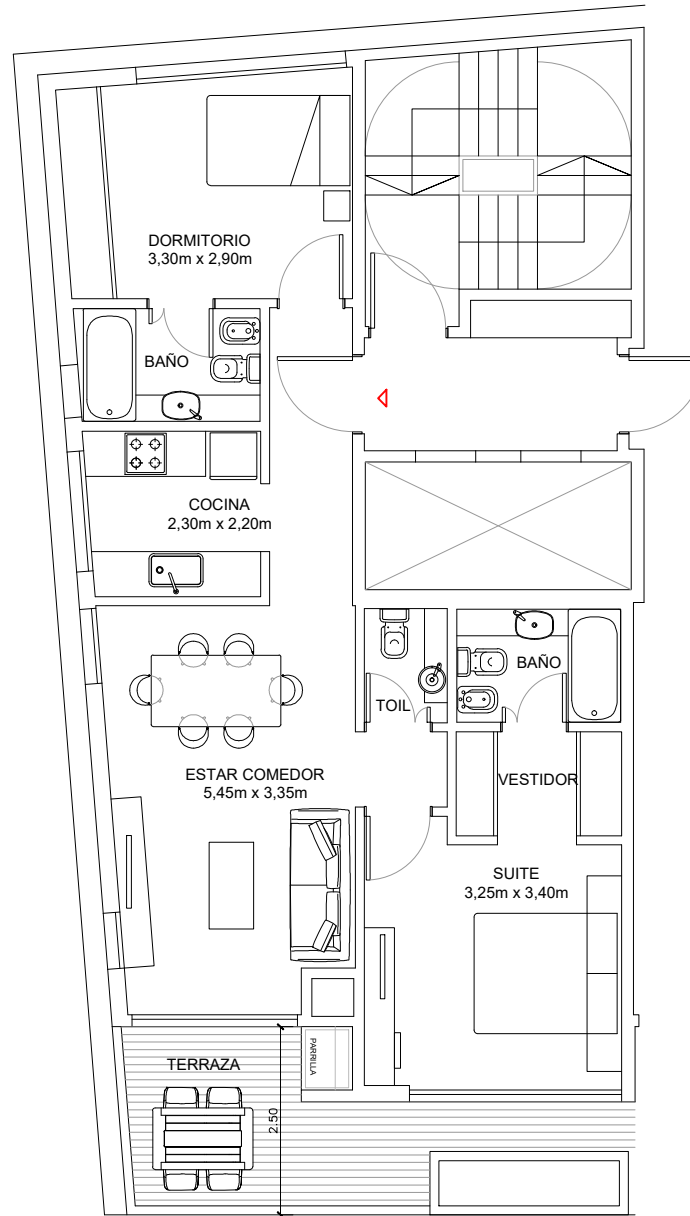 DORMITORIO
3,30m x 2,90m
BAÑO
COCINA
2,30m x 2,20m
BAÑO
TOIL
ESTAR COMEDOR
5,45m x 3,35m
VESTIDOR
SUITE
3,25m x 3,40m
TERRAZA
PARRILLA
2.50